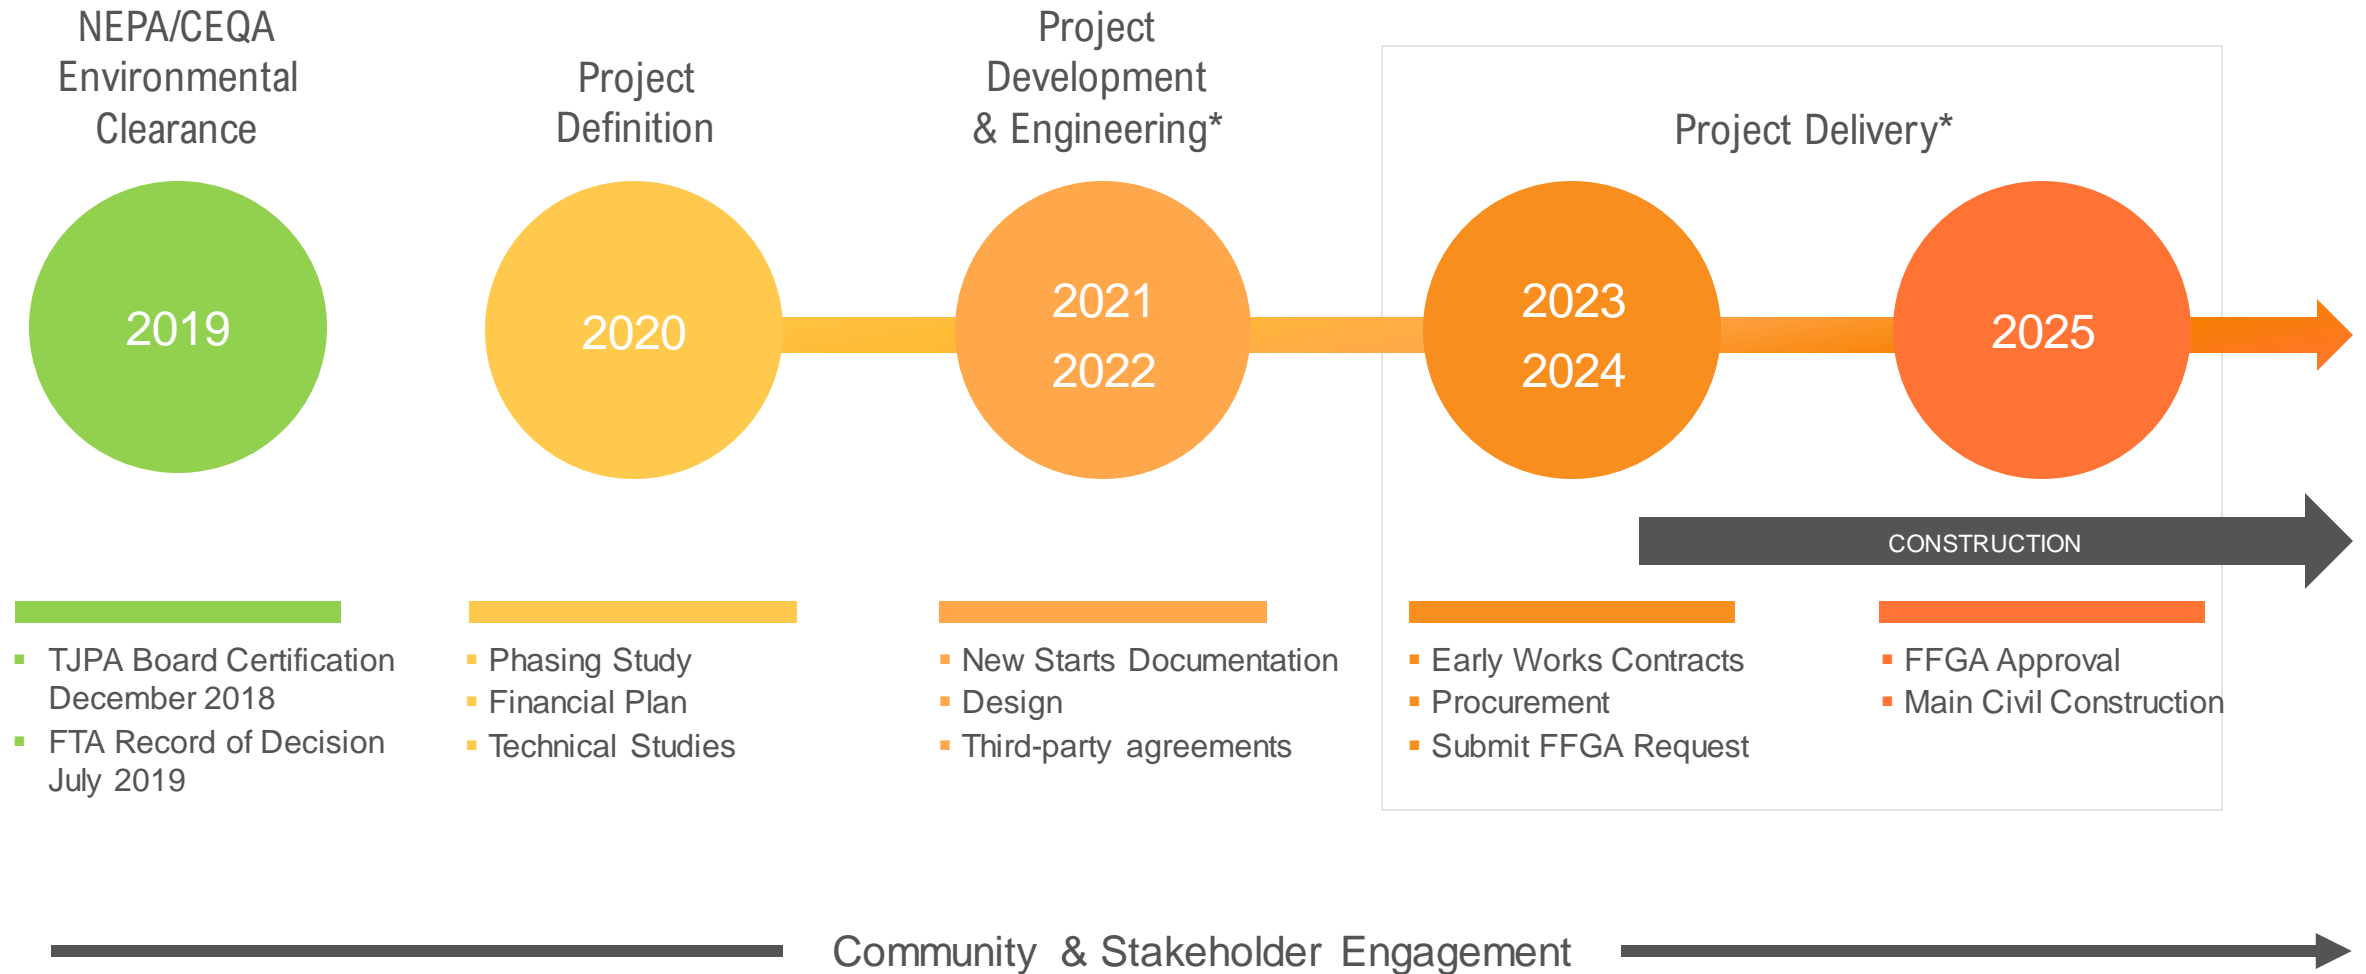 NEPA/CEQA
Environmental
Clearance
Project
Definition
Project
Development
& Engineering*
Project Delivery*
2019
2020
2021
2022
2023
2024
2025
CONSTRUCTION
▪ TJPA Board Certification
December 2018
▪ FTA Record of Decision
July 2019
▪ Phasing Study
▪ Financial Plan
▪ Technical Studies
▪ New Starts Documentation
▪ Design
▪ Third-party agreements
▪ Early Works Contracts
▪ Procurement
▪ Submit FFGA Request
▪ FFGA Approval
▪ Main Civil Construction
Community & Stakeholder Engagement